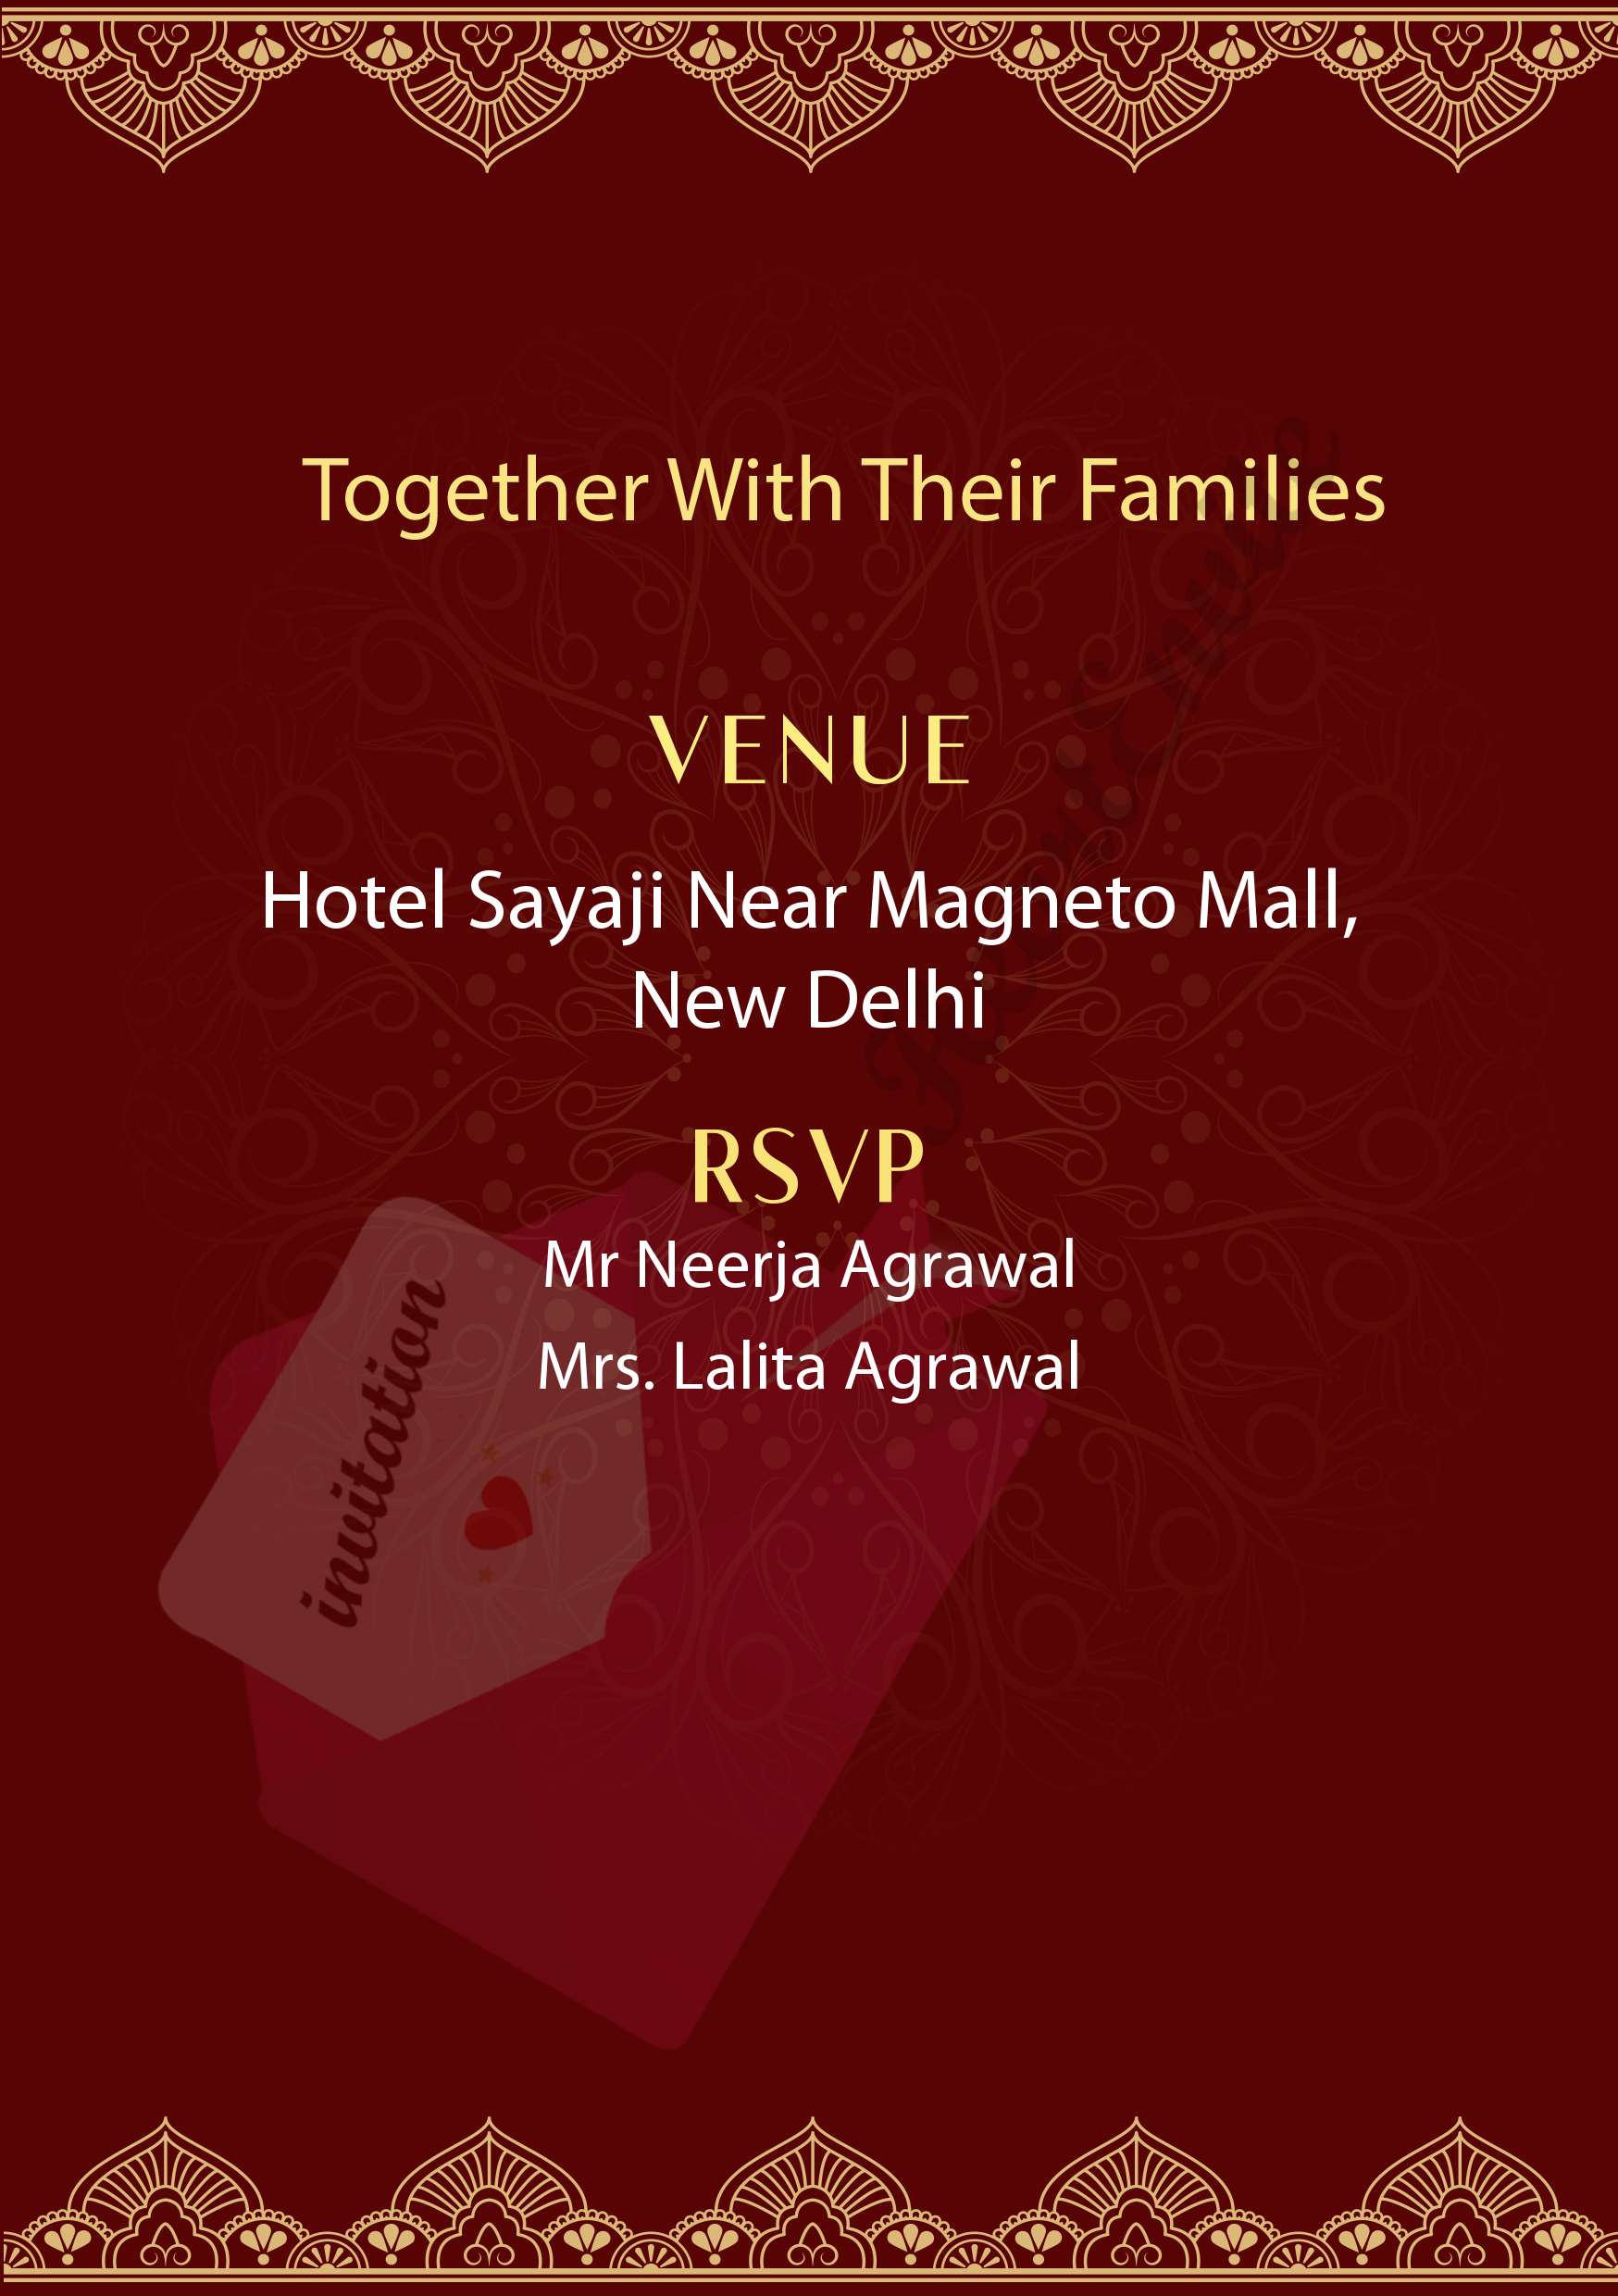 Together With Their Families
VENUE
Hotel Sayaji Near Magneto Mall,
New Delhi
RSVP
Mr Neerja Agrawal
Mrs. Lalita Agrawal
invitation